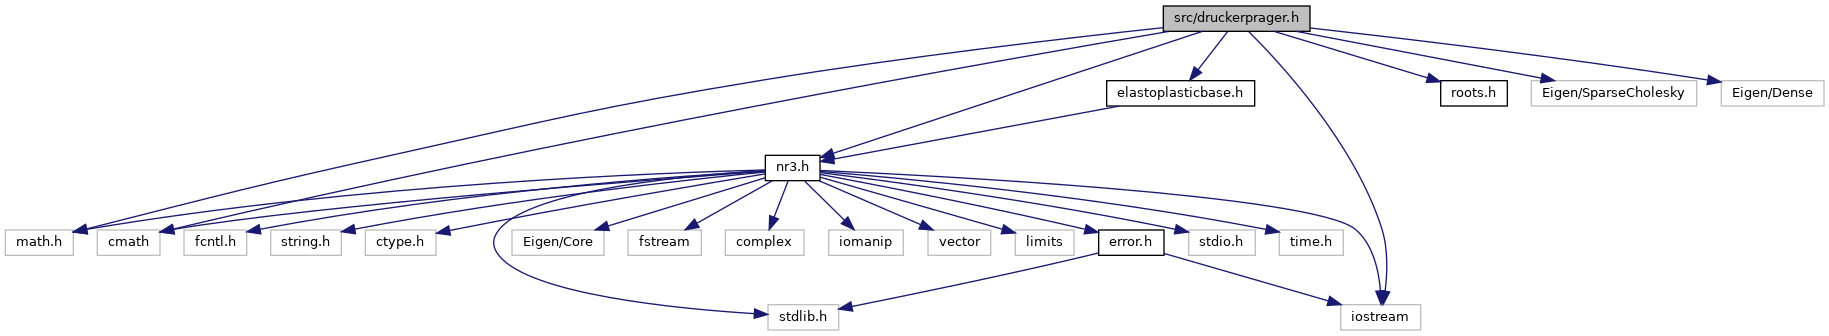 src/druckerprager.h
elastoplasticbase.h
roots.h
Eigen/SparseCholesky
Eigen/Dense
nr3.h
math.h
cmath
fcntl.h
string.h
ctype.h
Eigen/Core
fstream
complex
iomanip
vector
limits
error.h
stdio.h
time.h
stdlib.h
iostream